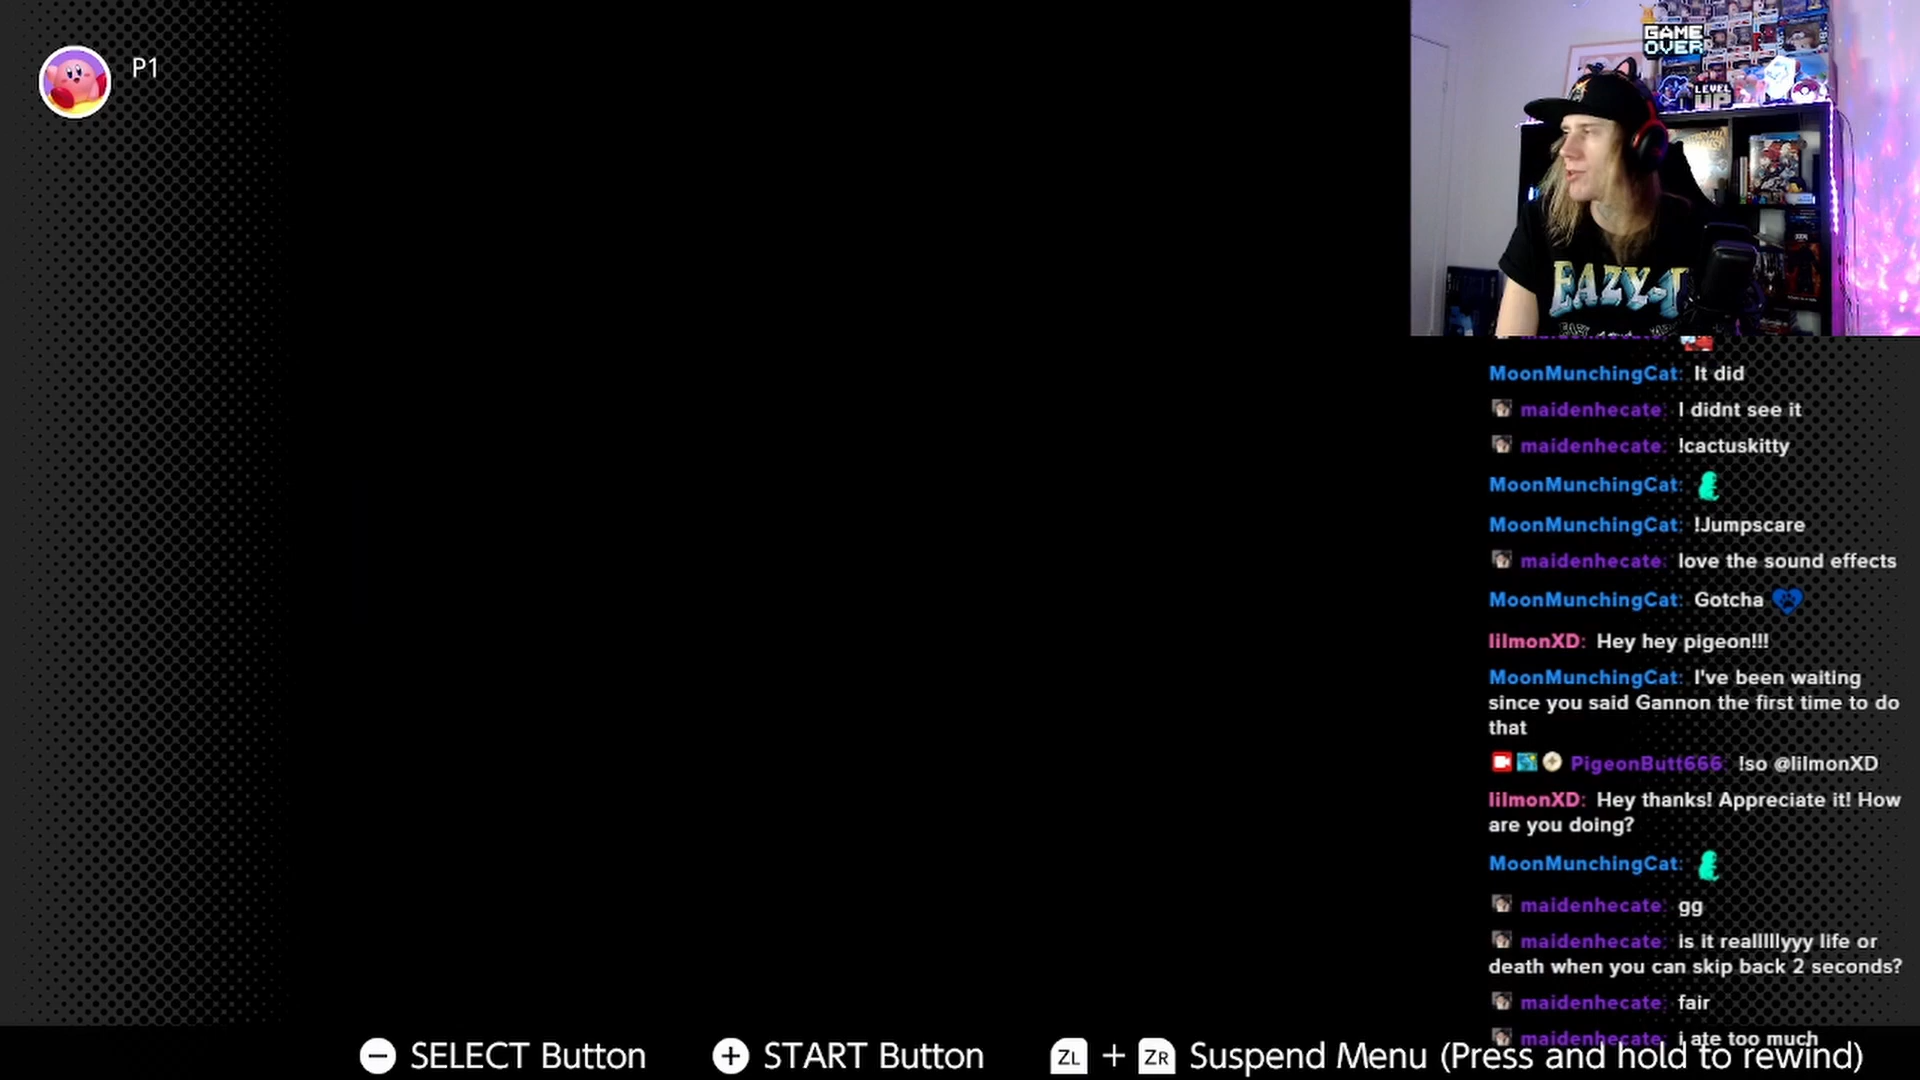 P1
GAME
OVER
LEVEL
UP
EAZY-
MoonMunchingCat: It did
maidenhecate: I didnt see it
maidenhecate: !cactuskitty
MoonMunchingCat:
MoonMunchingCat: !Jumpscare
maidenhecate: love the sound effects
MoonMunchingCat: Gotcha
lilmonXD: Hey hey pigeon!!!
MoonMunchingCat: I've been waiting
since you said Gannon the first time to do
that
PigeonButt666: !so @lilmonXD
lilmonXD: Hey thanks! Appreciate it! How
are you doing?
MoonMunchingCat:
maidenhecate: gg
maidenhecate: is it realllllyyy life or
death when you can skip back 2 seconds?
maidenhecate: fair
maidenhecate: i ate too much
SELECT Button + START Button ZL + ZR Suspend Menu (Press and hold to rewind)